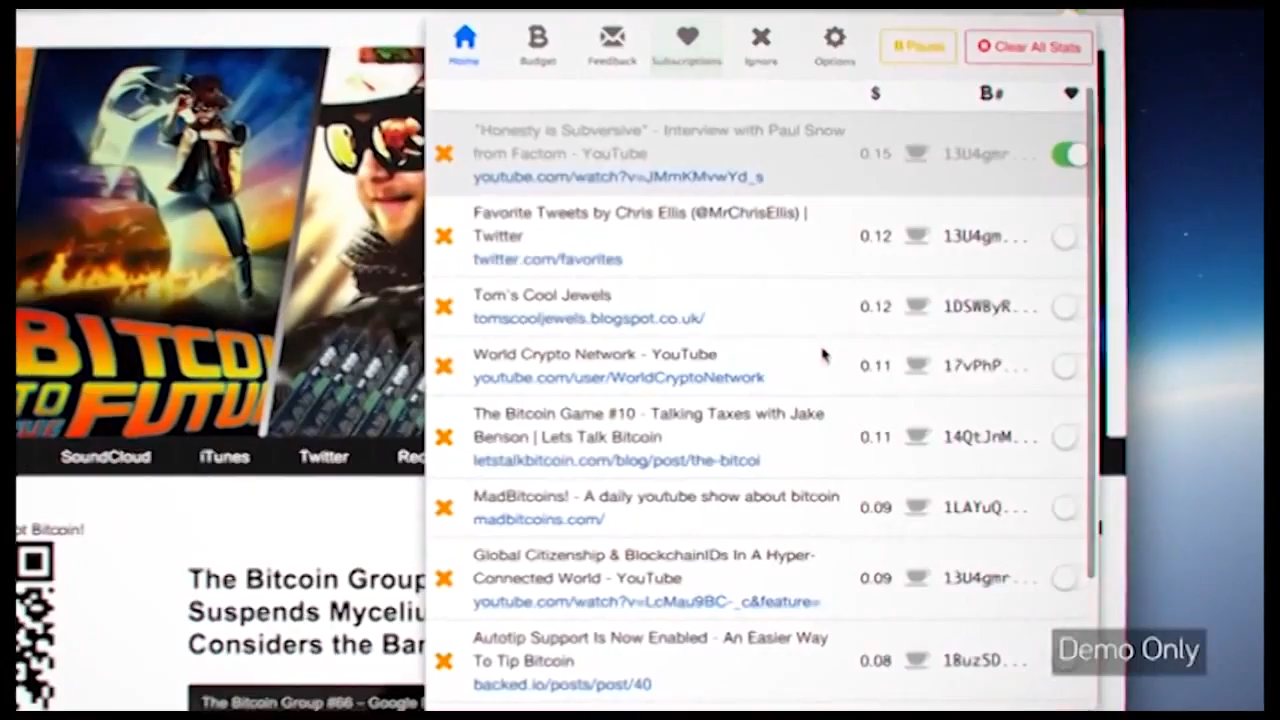 Home
Budget
Feedback
Subscriptions
Ignore
Options
Pause
Clear All Stats
$
B#
"Honesty is Subversive" - Interview with Paul Snow
from Factom - YouTube
youtube.com/watch?v=JMmKMvwYd_s
0.15
13U4gmr...
Favorite Tweets by Chris Ellis (@MrChrisEllis) |
Twitter
twitter.com/favorites
0.12
13U4gm...
Tom's Cool Jewels
tomscooljewels.blogspot.co.uk/
0.12
1DSWByR...
World Crypto Network - YouTube
youtube.com/user/WorldCryptoNetwork
0.11
17vPhP...
The Bitcoin Game #10 - Talking Taxes with Jake
Benson | Lets Talk Bitcoin
letstalkbitcoin.com/blog/post/the-bitcoi
0.11
14QtJnM...
MadBitcoins! - A daily youtube show about bitcoin
madbitcoins.com/
0.09
1LAYuQ...
Global Citizenship & BlockchainIDs In A Hyper-
Connected World - YouTube
youtube.com/watch?v=LcMau9BC-_c&feature=
0.09
13U4gmr...
Autotip Support Is Now Enabled - An Easier Way
To Tip Bitcoin
backed.io/posts/post/40
0.08
18uzSD...
BITCOI
TO
THE
FUTU
SoundCloud
iTunes
Twitter
Rec
ot Bitcoin!
The Bitcoin Group
Suspends Myceliu
Considers the Bar
The Bitcoin Group #66 – Google
Demo Only